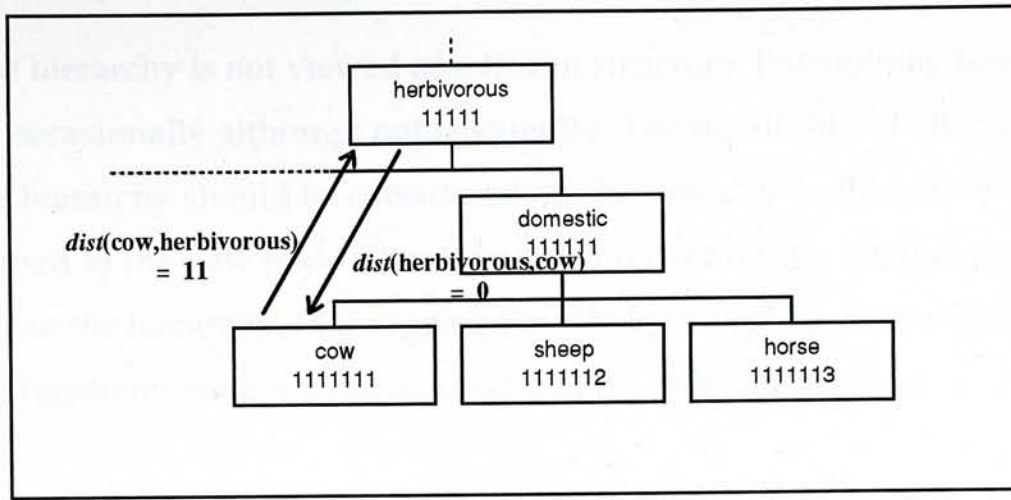 herbivorous
11111
domestic
111111
dist(cow,herbivorous)
= 11
dist(herbivorous,cow)
= 0
cow
1111111
sheep
1111112
horse
1111113